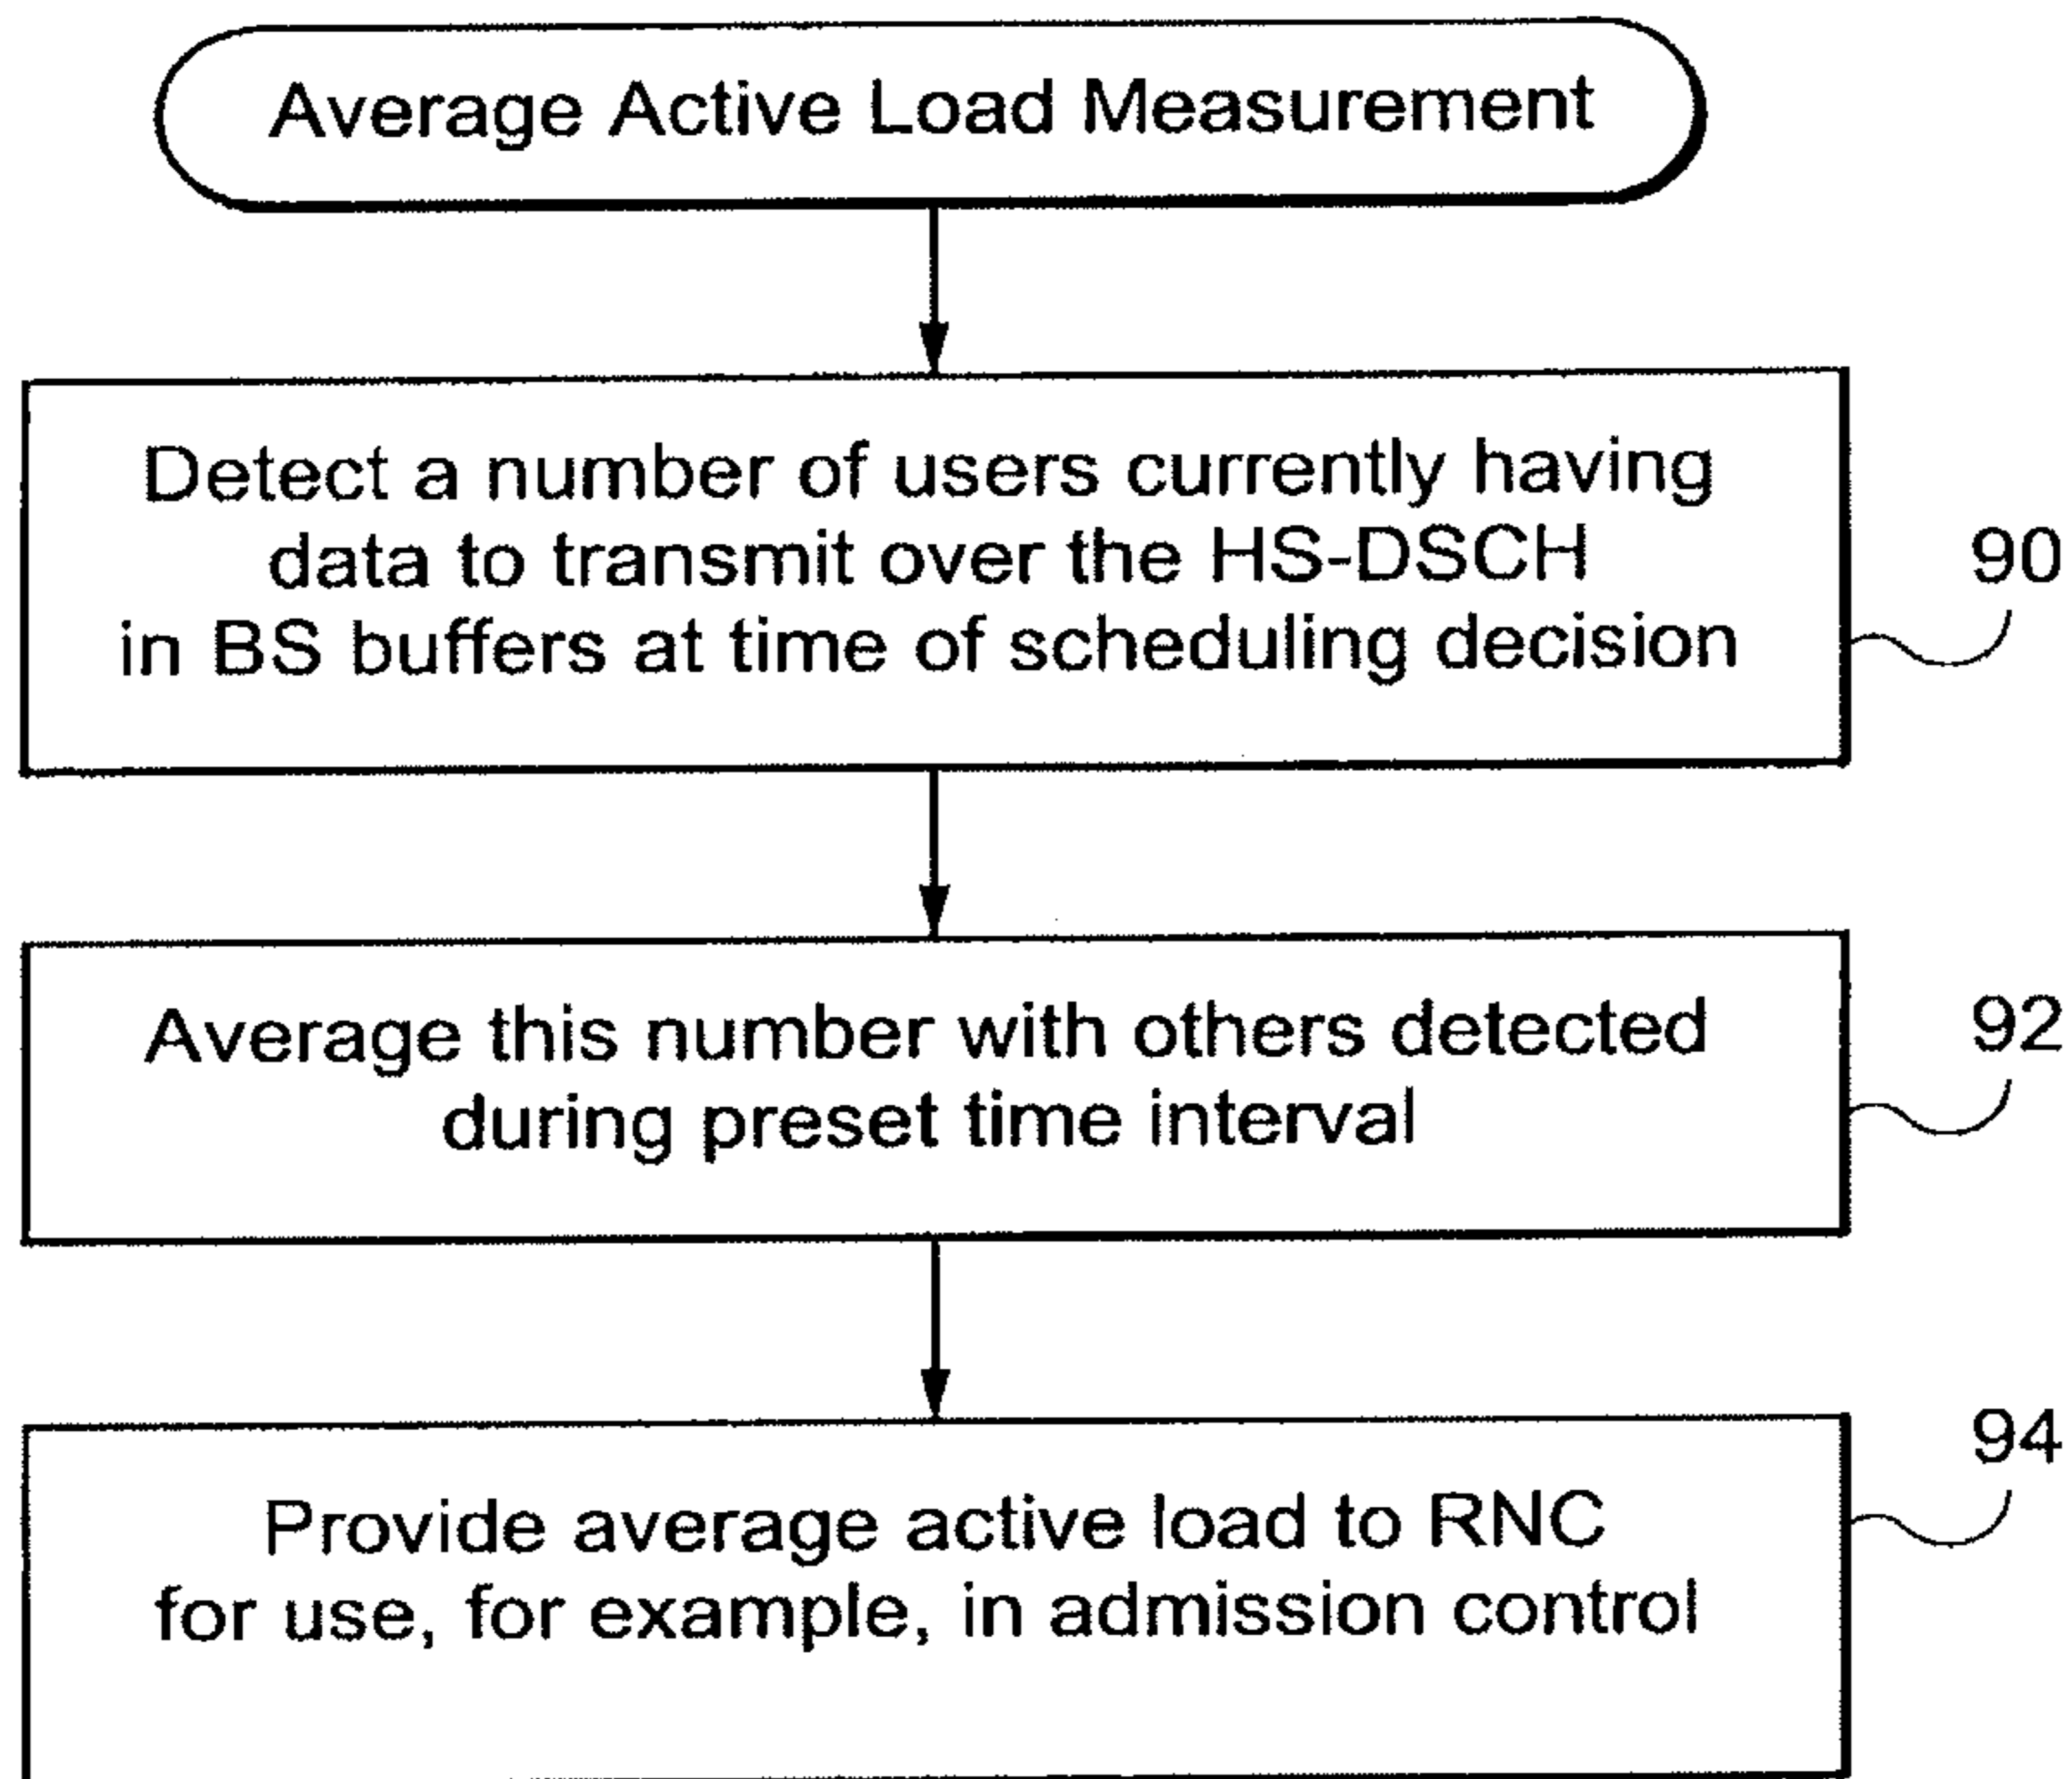 Average Active Load Measurement
Detect a number of users currently having
data to transmit over the HS-DSCH
in BS buffers at time of scheduling decision
90
Average this number with others detected
during preset time interval
92
Provide average active load to RNC
for use, for example, in admission control
94